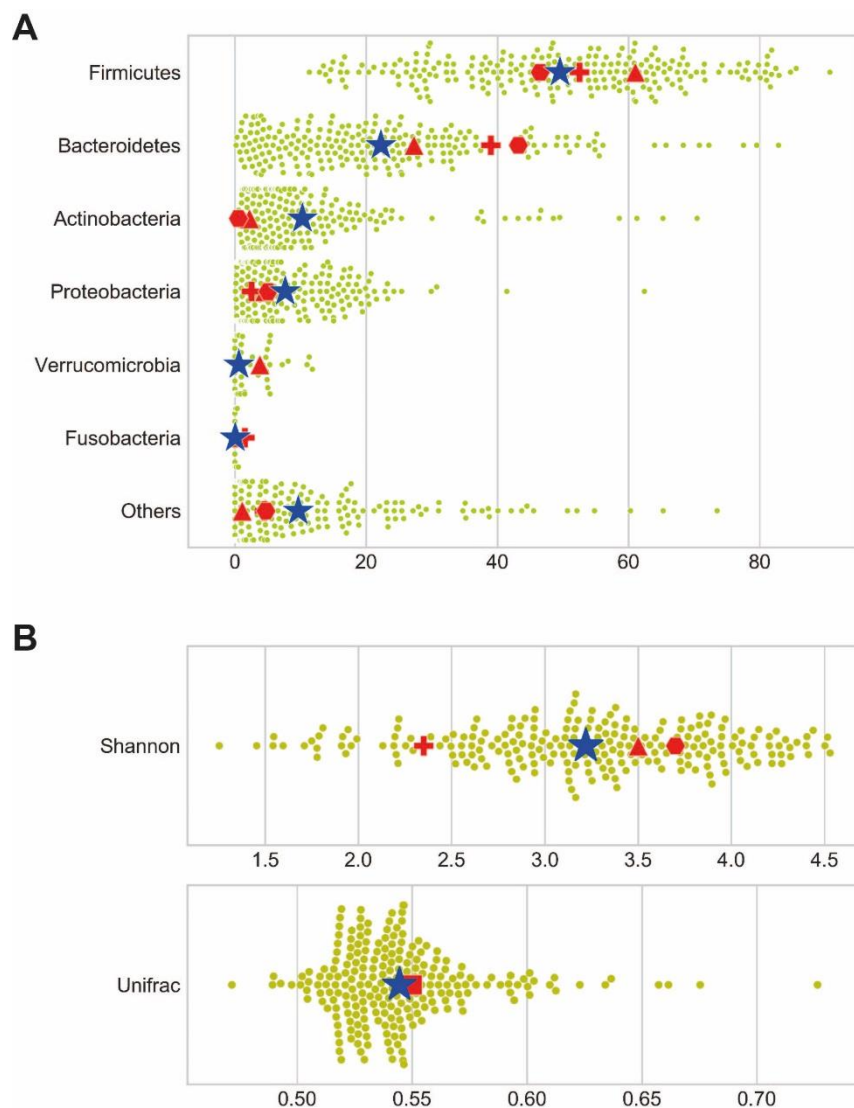 A
Firmicutes
Bacteroidetes
Actinobacteria
Proteobacteria
Verrucomicrobia
Fusobacteria
Others
0 20 40 60 80
B
Shannon
1.5 2.0 2.5 3.0 3.5 4.0 4.5
Unifrac
0.50 0.55 0.60 0.65 0.70